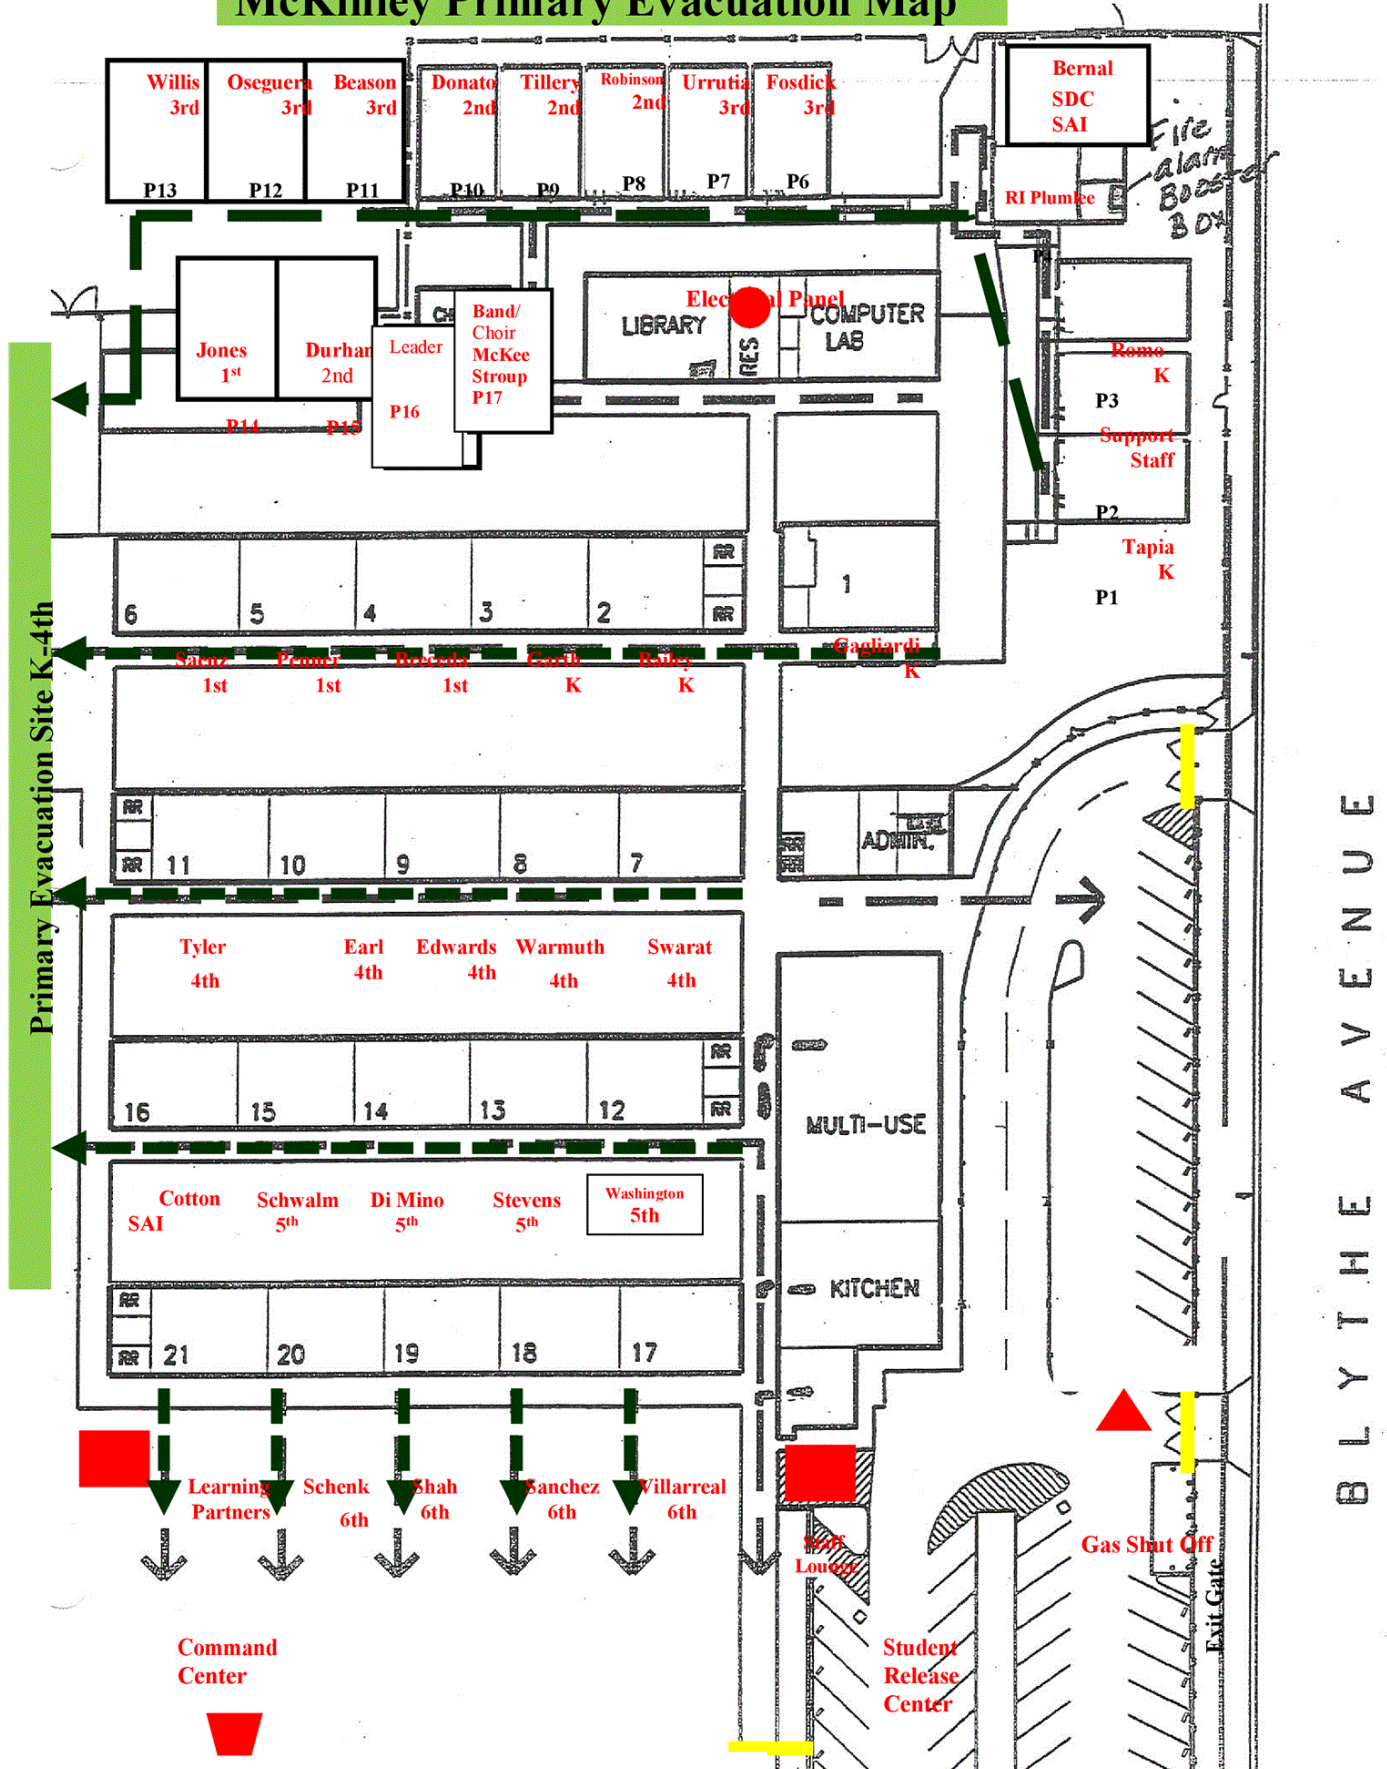 McKinley Primary Evacuation Map
Willis
3rd
Oseguera
3rd
Beason
3rd
Donato
2nd
Tillery
2nd
Robinson
2nd
Urrutia
3rd
Fosdick
3rd
Bernal
SDC
SAI
Fire
alarm
Booster
Box
P13
P12
P11
P10
P9
P8
P7
P6
RI Plumlee
P4
Jones
1st
Durhan
2nd
Leader
P16
CH
Band/
Choir
McKee
Stroup
P17
Electrical Panel
LIBRARY
RES
COMPUTER
LAB
P14
P15
Romo
K
P3
Support
Staff
P2
Tapia
K
P1
6
5
4
3
2
RR
RR
1
Saenz
1st
Penner
1st
Breceda
1st
Garth
K
Bailey
K
Gagliardi
K
Primary Evacuation Site K-4th
RR
RR
11
10
9
8
7
RR
RR
ADMIN.
Tyler
4th
Earl
4th
Edwards
4th
Warmuth
4th
Swarat
4th
16
15
14
13
12
RR
RR
MULTI-USE
BLYTHE AVENUE
Cotton
SAI
Schwalm
5th
Di Mino
5th
Stevens
5th
Washington
5th
KITCHEN
RR
RR
21
20
19
18
17
Learning
Partners
Schenk
6th
Shah
6th
Sanchez
6th
Villarreal
6th
Staff
Lounge
Gas Shut Off
Exit Gate
Command
Center
Student
Release
Center